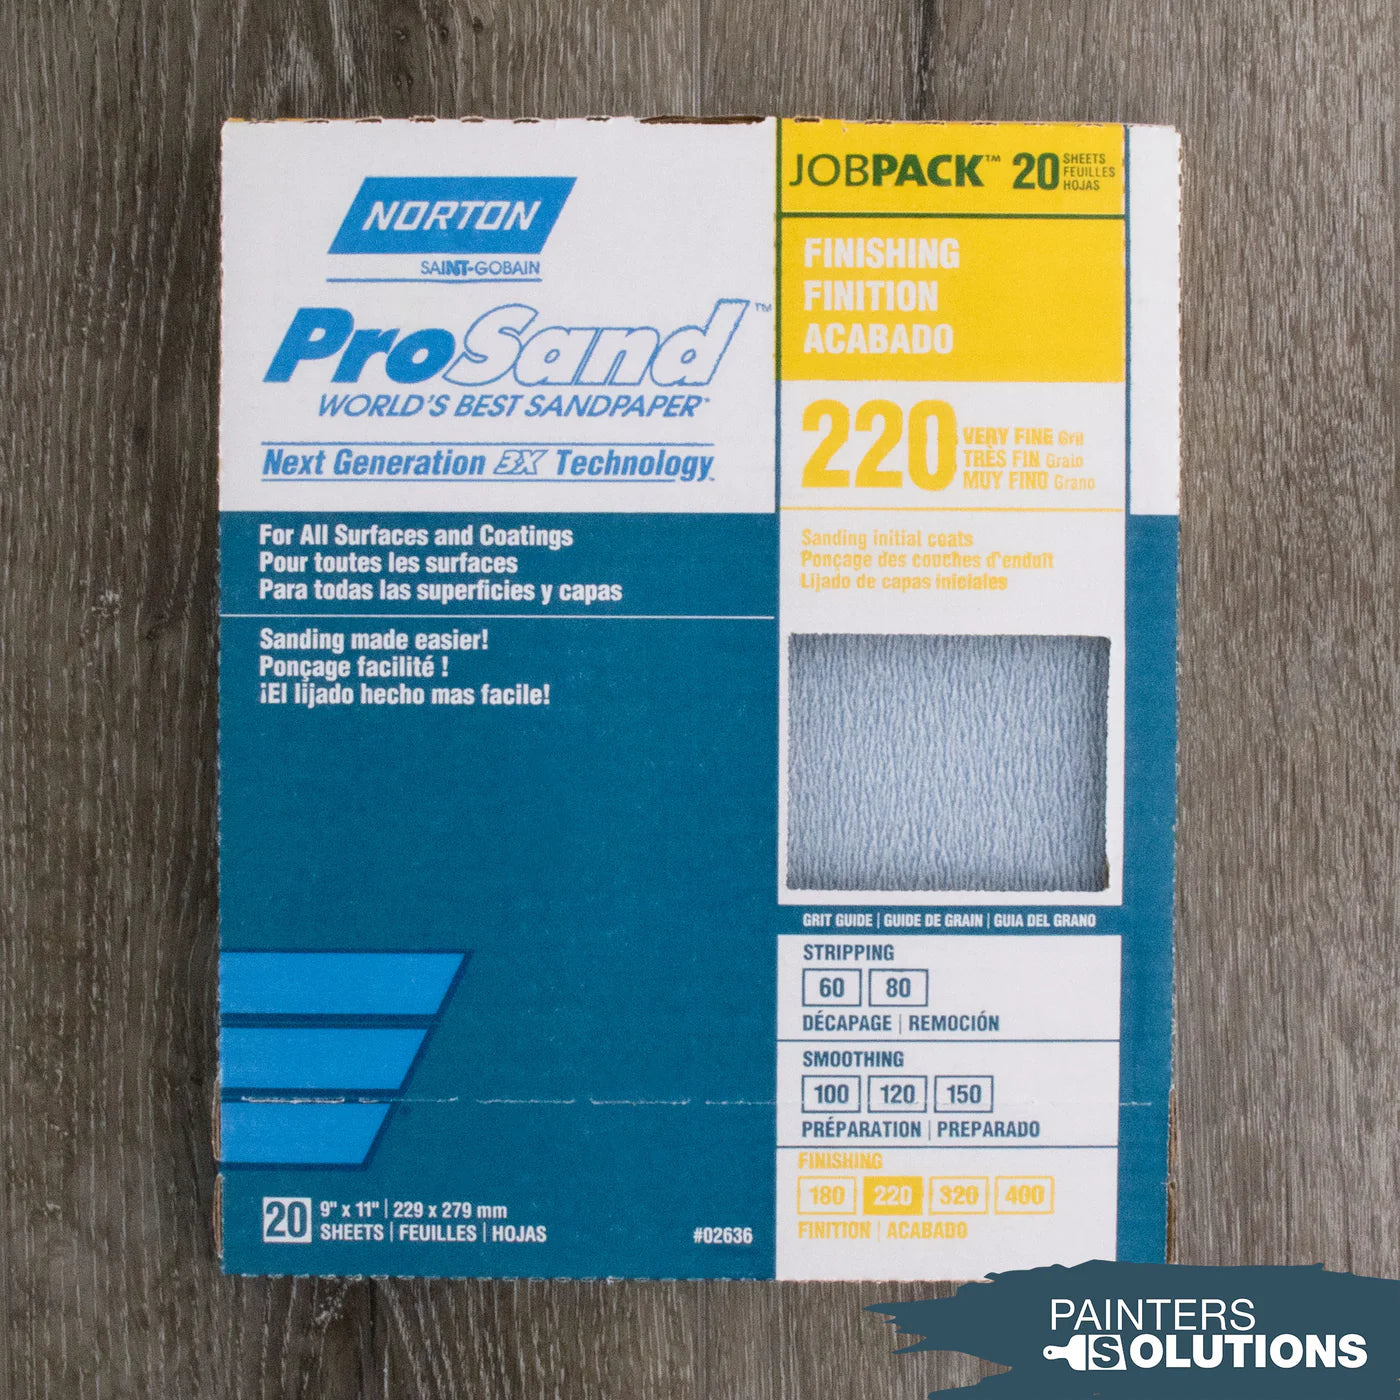 NORTON
SAINT-GOBAIN
ProSand™
WORLD'S BEST SANDPAPER*
Next Generation 3X Technology™
For All Surfaces and Coatings
Pour toutes les surfaces
Para todas las superficies y capas
Sanding made easier!
Ponçage facilité !
¡El lijado hecho mas facile!
20
9" x 11" | 229 x 279 mm
SHEETS | FEUILLES | HOJAS
#02636
JOBPACK™ 20
SHEETS
FEUILLES
HOJAS
FINISHING
FINITION
ACABADO
220
VERY FINE Grit
TRÈS FIN Grain
MUY FINO Grano
Sanding initial coats
Ponçage des couches d'enduit
Lijado de capas iniciales
GRIT GUIDE | GUIDE DE GRAIN | GUIA DEL GRANO
STRIPPING
60 80
DÉCAPAGE | REMOCIÓN
SMOOTHING
100 120 150
PRÉPARATION | PREPARADO
FINISHING
180 220 320 400
FINITION | ACABADO
PAINTERS
SOLUTIONS